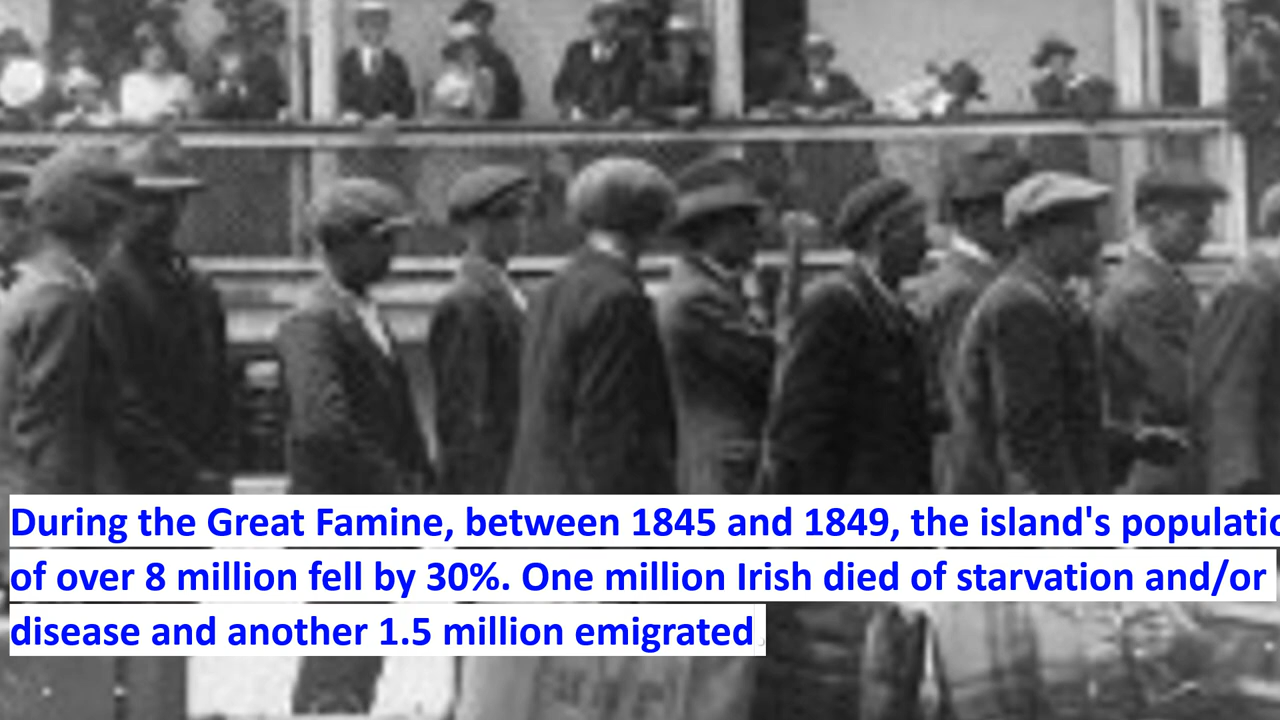 During the Great Famine, between 1845 and 1849, the island's populatio
of over 8 million fell by 30%. One million Irish died of starvation and/or
disease and another 1.5 million emigrated